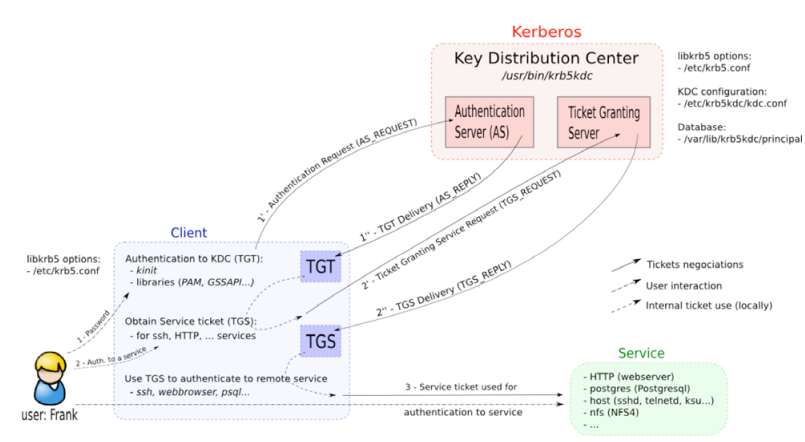 Kerberos
Key Distribution Center
/usr/bin/krb5kdc
Authentication
Server (AS)
Ticket Granting
Server
libkrb5 options:
- /etc/krb5.conf
KDC configuration:
- /etc/krb5kdc/kdc.conf
Database:
- /var/lib/krb5kdc/principal
1' - Authentication Request (AS_REQUEST)
1'' - TGT Delivery (AS_REPLY)
2' - Ticket Granting Service Request (TGS_REQUEST)
2'' - TGS Delivery (TGS_REPLY)
Client
libkrb5 options:
- /etc/krb5.conf
Authentication to KDC (TGT):
- kinit
- libraries (PAM, GSSAPI...)
TGT
Obtain Service ticket (TGS):
- for ssh, HTTP, ... services
TGS
Use TGS to authenticate to remote service
- ssh, webbrowser, psql...
1 - Password
2 - Auth. to a service
user: Frank
3 - Service ticket used for
authentication to service
Tickets negociations
User interaction
Internal ticket use (locally)
Service
- HTTP (webserver)
- postgres (Postgresql)
- host (sshd, telnetd, ksu...)
- nfs (NFS4)
- ...